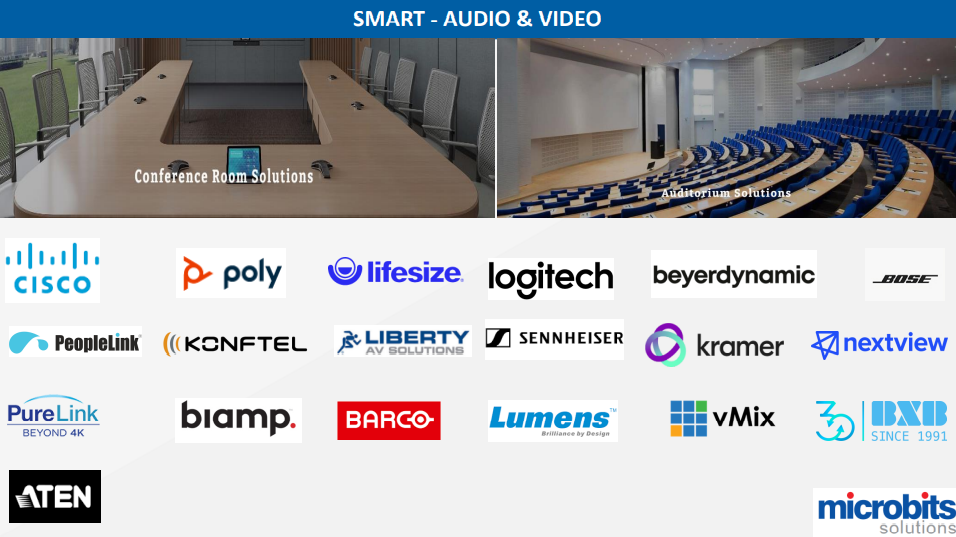 SMART - AUDIO & VIDEO
Conference Room Solutions
Auditorium Solutions
CISCO
poly
lifesize
logitech
beyerdynamic
BOSE
PeopleLink
KONFTEL
LIBERTY
AV SOLUTIONS
SENNHEISER
kramer
nextview
PureLink
BEYOND 4K
biamp.
BARCO
Lumens™
Brilliance by Design
vMix
30
BXB
SINCE 1991
ATEN
microbits
solutions